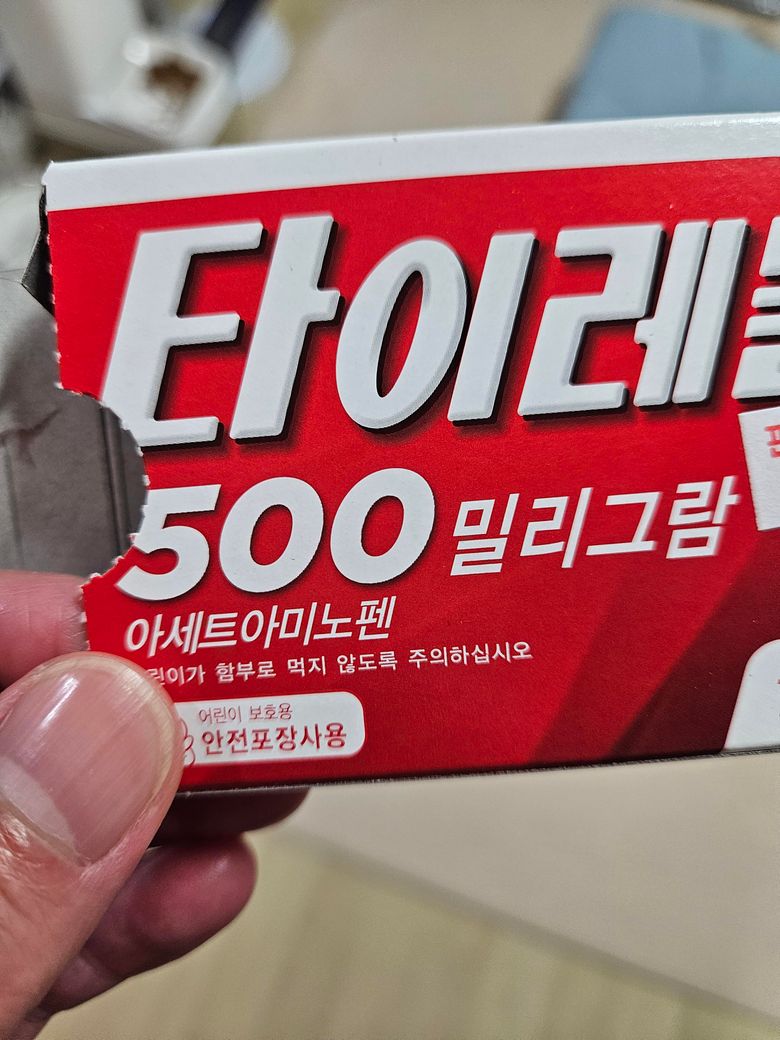 타이레
500 밀리그람
아세트아미노펜
린이가 함부로 먹지 않도록 주의하십시오
어린이 보호용
안전포장사용